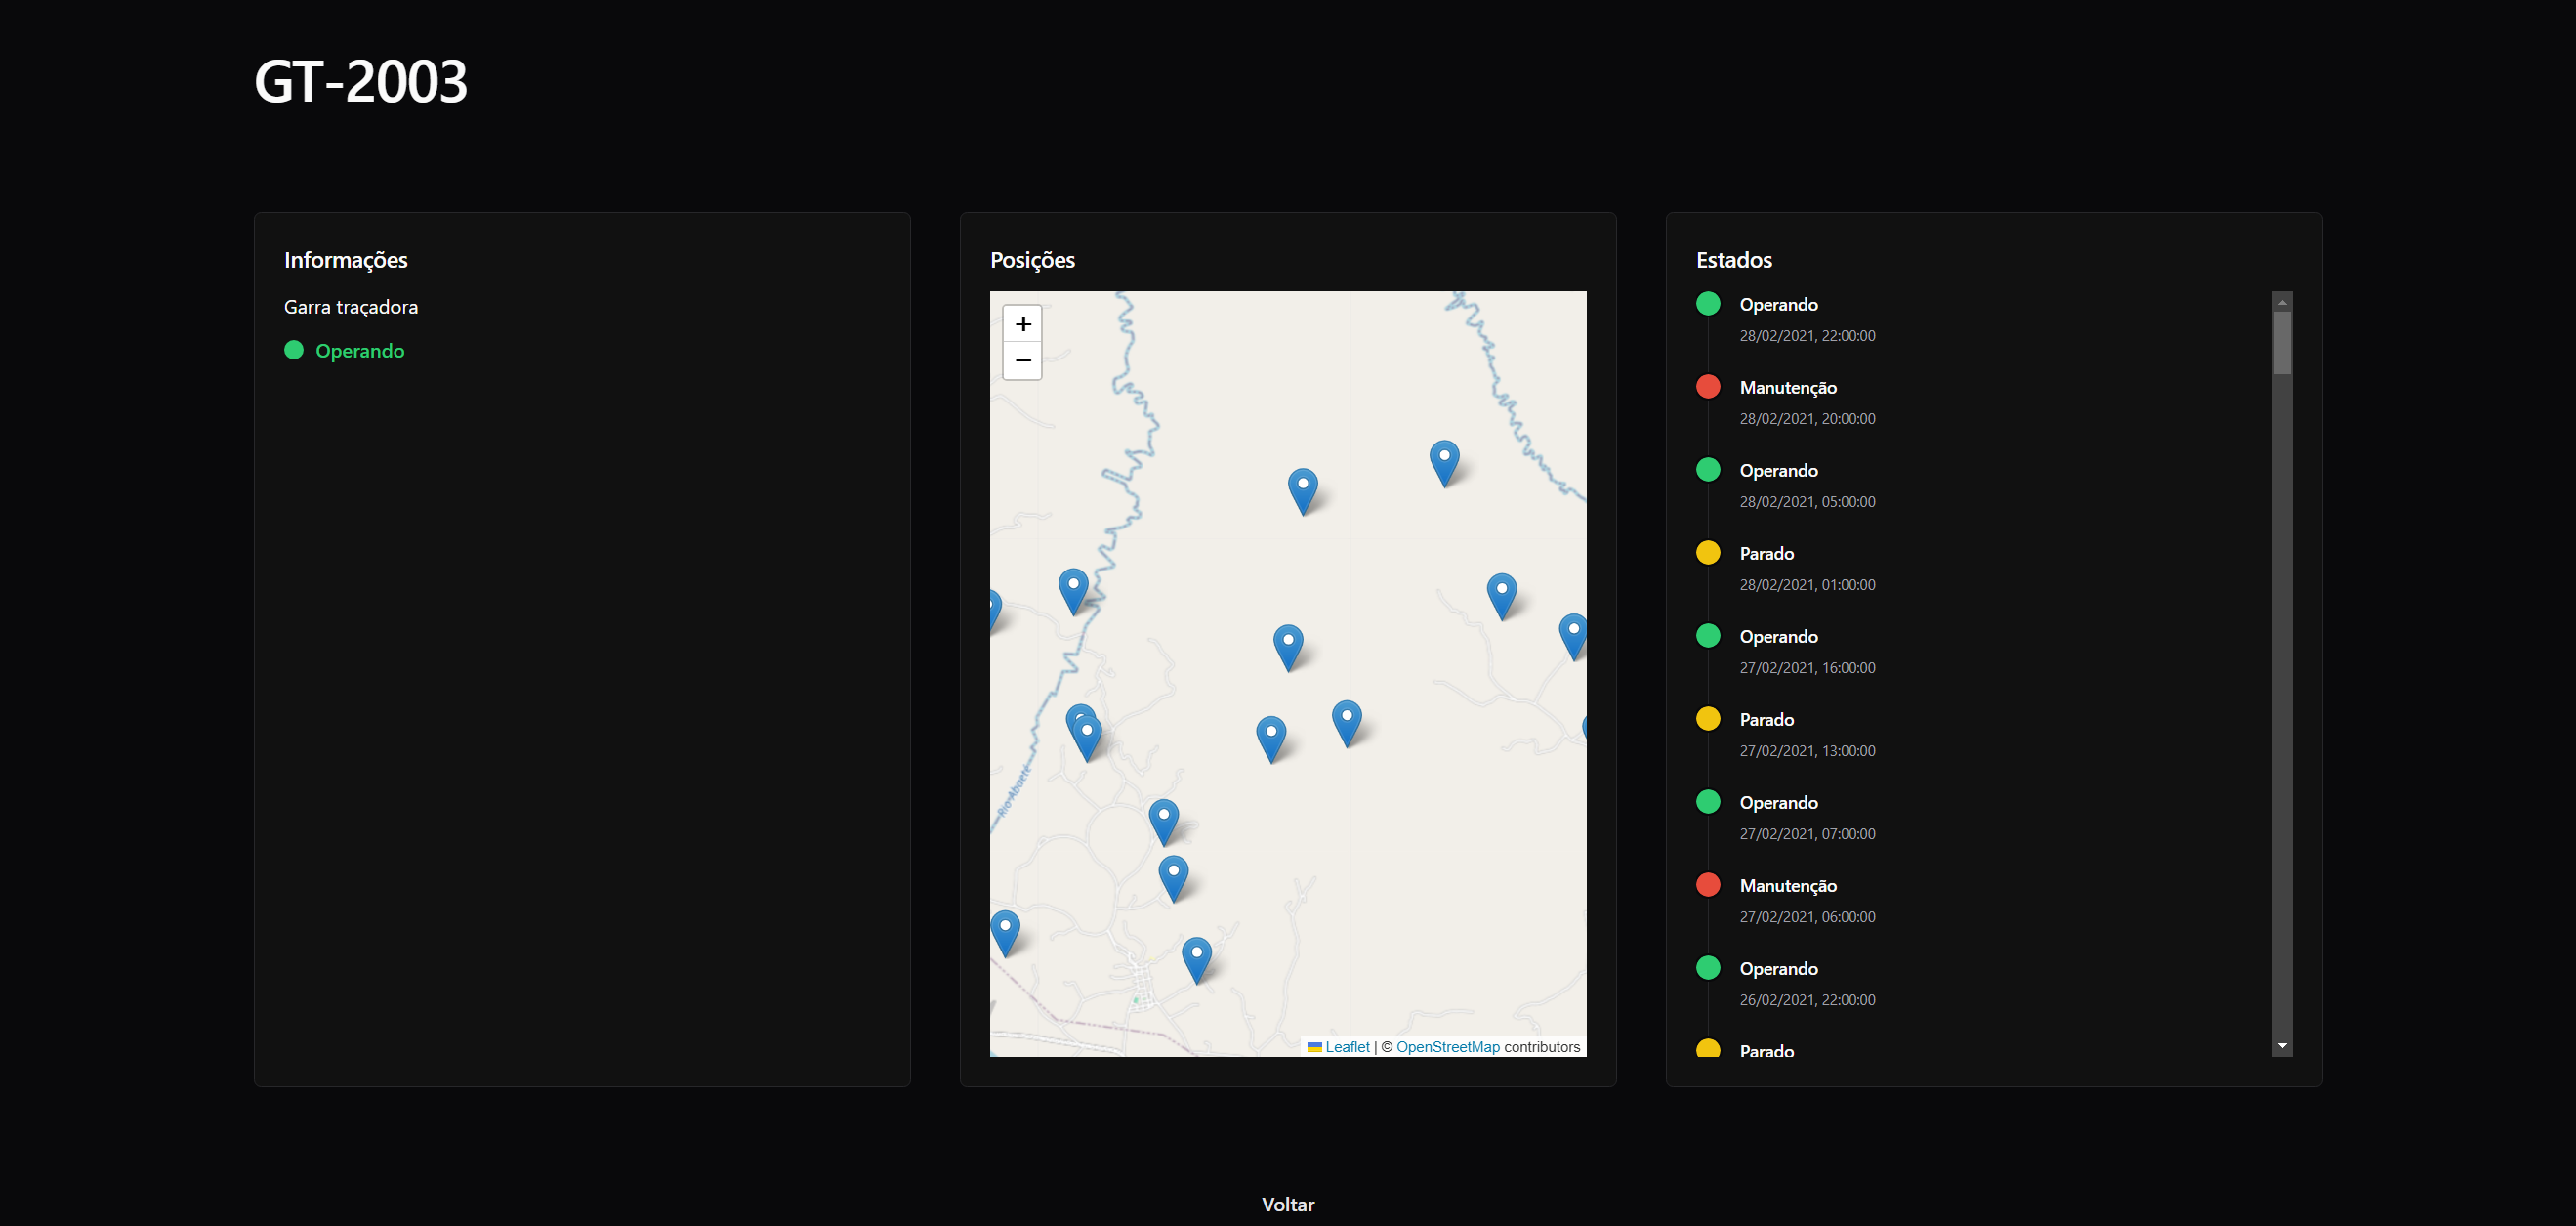 GT-2003
Informações
Garra traçadora
Operando
Posições
+
−
Rio Abaeté
Leaflet | © OpenStreetMap contributors
Estados
Operando
28/02/2021, 22:00:00
Manutenção
28/02/2021, 20:00:00
Operando
28/02/2021, 05:00:00
Parado
28/02/2021, 01:00:00
Operando
27/02/2021, 16:00:00
Parado
27/02/2021, 13:00:00
Operando
27/02/2021, 07:00:00
Manutenção
27/02/2021, 06:00:00
Operando
26/02/2021, 22:00:00
Parado
Voltar